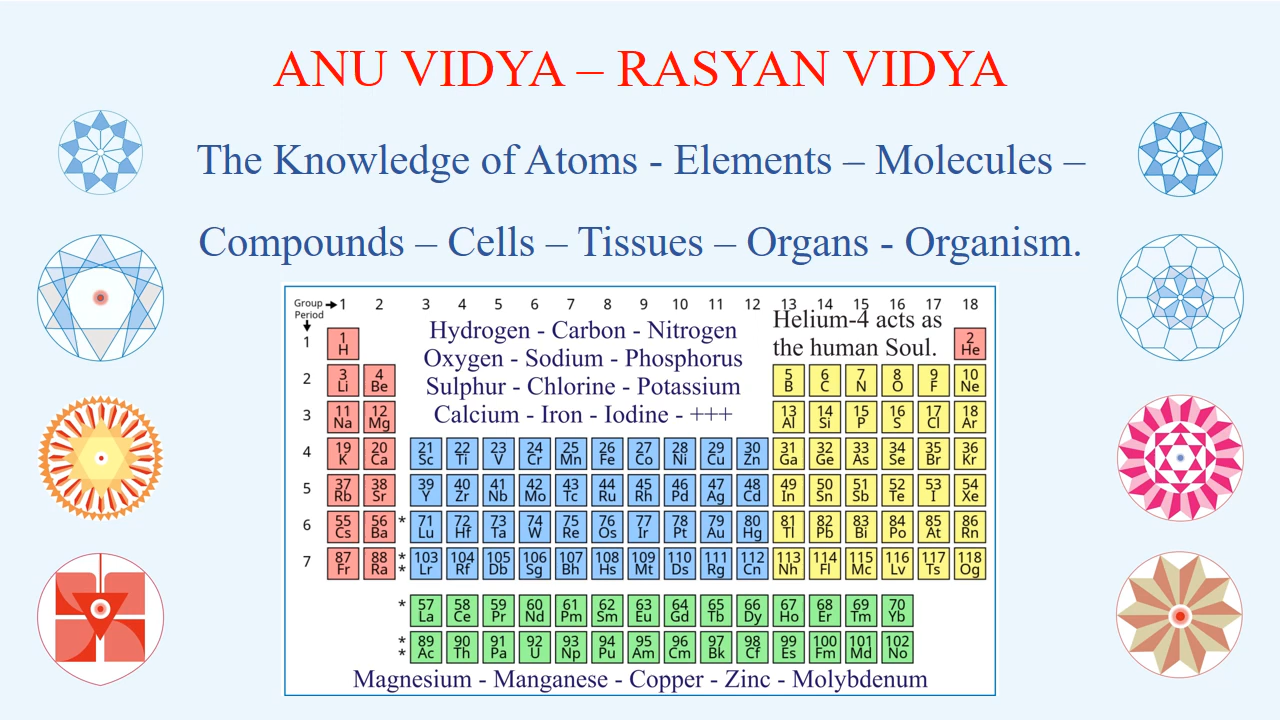 ANU VIDYA – RASYAN VIDYA
The Knowledge of Atoms - Elements – Molecules –
Compounds – Cells – Tissues – Organs - Organism.
Group → 1 2 3 4 5 6 7 8 9 10 11 12 13 14 15 16 17 18
Period
Hydrogen - Carbon - Nitrogen
Oxygen - Sodium - Phosphorus
Sulphur - Chlorine - Potassium
Calcium - Iron - Iodine - +++
Helium-4 acts as
the human Soul.
1 1 2
H He
2 3 4 5 6 7 8 9 10
Li Be B C N O F Ne
3 11 12 13 14 15 16 17 18
Na Mg Al Si P S Cl Ar
4 19 20 21 22 23 24 25 26 27 28 29 30 31 32 33 34 35 36
K Ca Sc Ti V Cr Mn Fe Co Ni Cu Zn Ga Ge As Se Br Kr
5 37 38 39 40 41 42 43 44 45 46 47 48 49 50 51 52 53 54
Rb Sr Y Zr Nb Mo Tc Ru Rh Pd Ag Cd In Sn Sb Te I Xe
6 55 56 * 71 72 73 74 75 76 77 78 79 80 81 82 83 84 85 86
Cs Ba Lu Hf Ta W Re Os Ir Pt Au Hg Tl Pb Bi Po At Rn
7 87 88 * * 103 104 105 106 107 108 109 110 111 112 113 114 115 116 117 118
Fr Ra Lr Rf Db Sg Bh Hs Mt Ds Rg Cn Nh Fl Mc Lv Ts Og
* 57 58 59 60 61 62 63 64 65 66 67 68 69 70
La Ce Pr Nd Pm Sm Eu Gd Tb Dy Ho Er Tm Yb
* * 89 90 91 92 93 94 95 96 97 98 99 100 101 102
Ac Th Pa U Np Pu Am Cm Bk Cf Es Fm Md No
Magnesium - Manganese - Copper - Zinc - Molybdenum